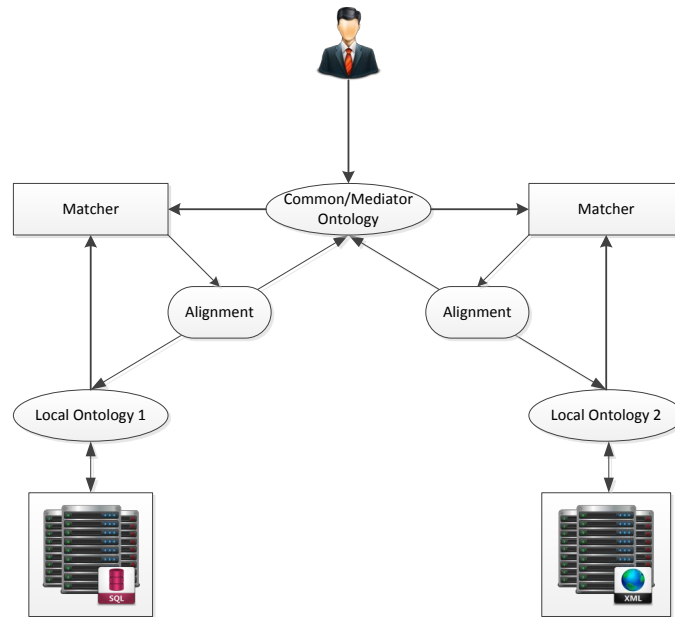 Common/Mediator
Ontology
Matcher
Matcher
Alignment
Alignment
Local Ontology 1
Local Ontology 2
SQL
XML